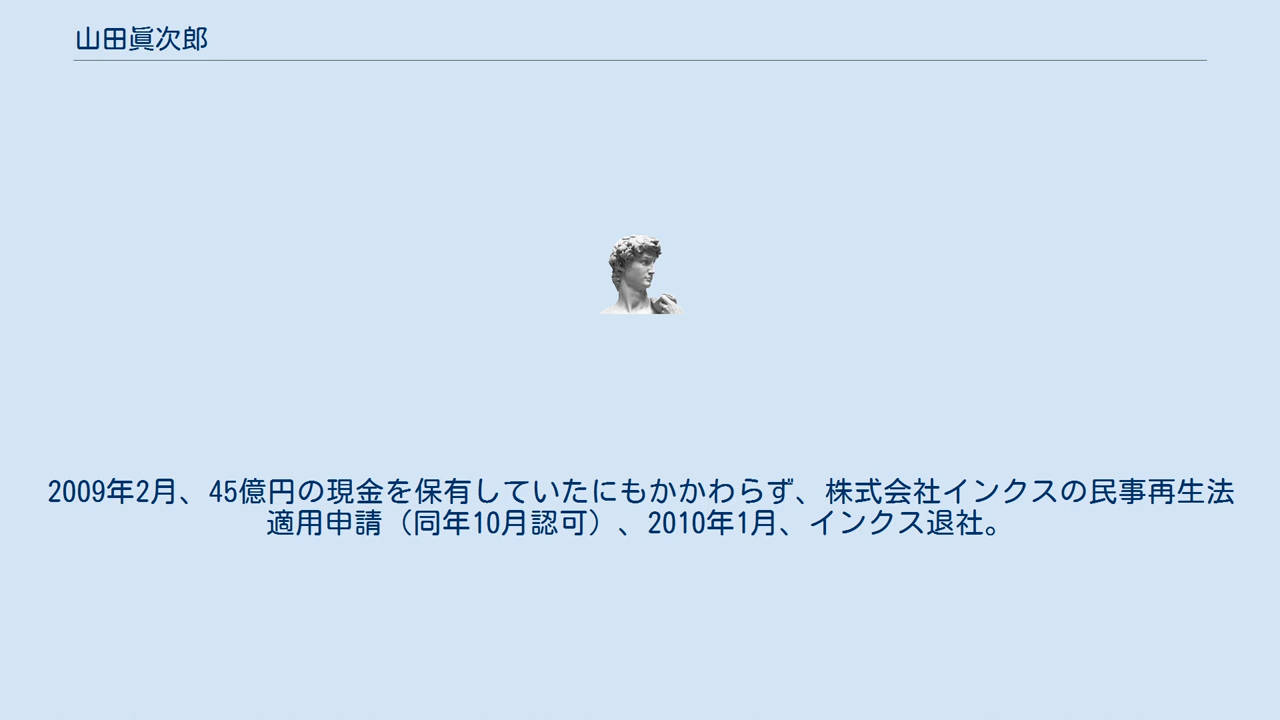 山田眞次郎
2009年2月、45億円の現金を保有していたにもかかわらず、株式会社インクスの民事再生法
適用申請（同年10月認可）、2010年1月、インクス退社。